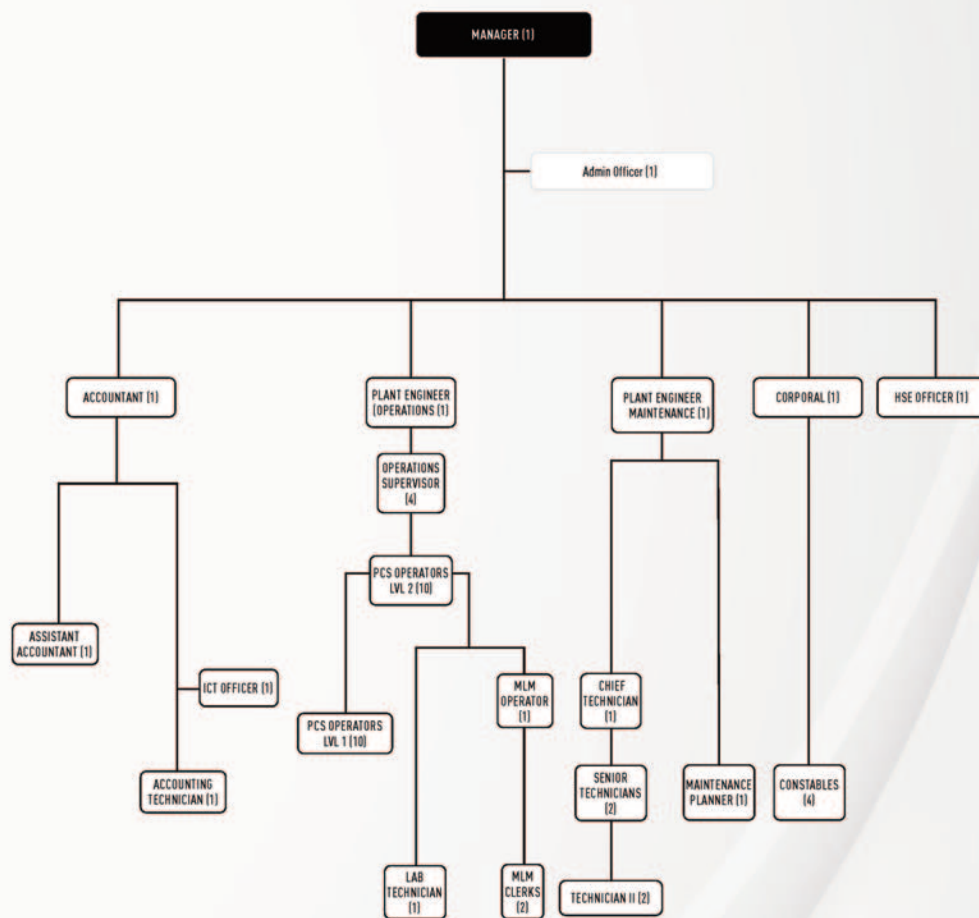 MANAGER (1)
Admin Officer (1)
ACCOUNTANT (1)
PLANT ENGINEER
(OPERATIONS (1)
PLANT ENGINEER
MAINTENANCE (1)
CORPORAL (1)
HSE OFFICER (1)
OPERATIONS
SUPERVISOR
(4)
PCS OPERATORS
LVL 2 (10)
ASSISTANT
ACCOUNTANT (1)
ICT OFFICER (1)
MLM
OPERATOR
(1)
CHIEF
TECHNICIAN
(1)
PCS OPERATORS
LVL 1 (10)
ACCOUNTING
TECHNICIAN (1)
SENIOR
TECHNICIANS
(2)
MAINTENANCE
PLANNER (1)
CONSTABLES
(4)
LAB
TECHNICIAN
(1)
MLM
CLERKS
(2)
TECHNICIAN II (2)